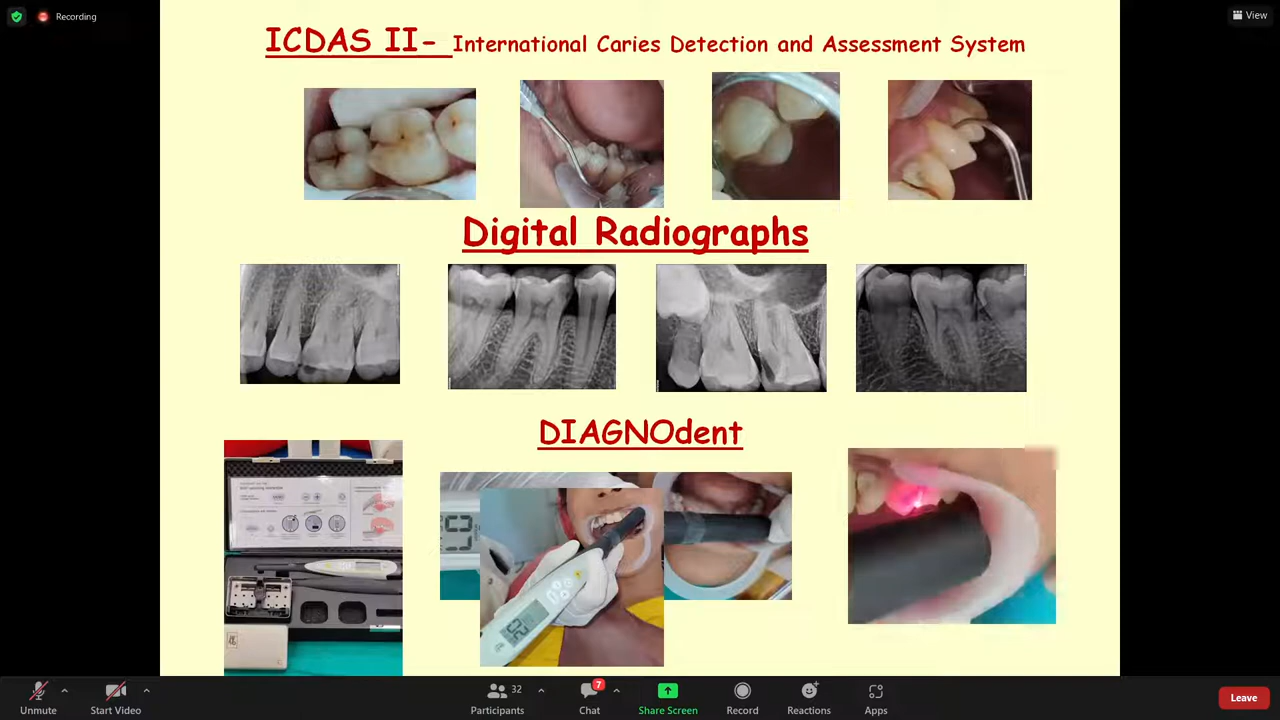 Recording
View
ICDAS II- International Caries Detection and Assessment System
Digital Radiographs
DIAGNOdent
Unmute
Start Video
32
Participants
7
Chat
Share Screen
Record
Reactions
Apps
Leave